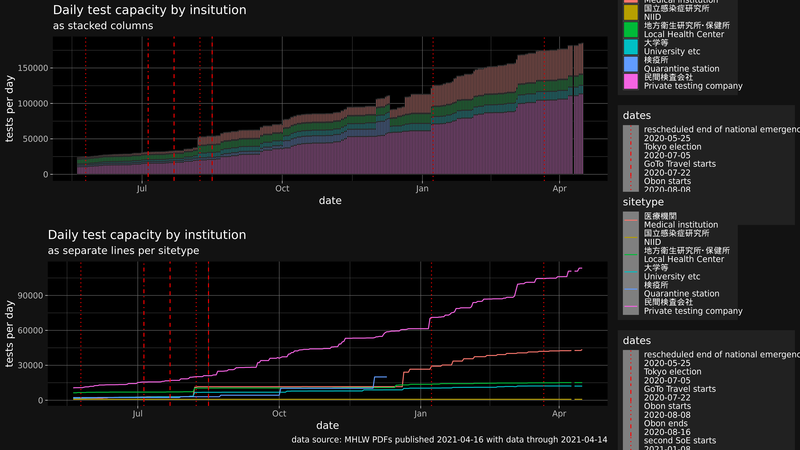 Daily test capacity by insitution
as stacked columns
tests per day
150000
100000
50000
0
Jul
Oct
Jan
Apr
date
Medical institution
国立感染症研究所
NIID
地方衛生研究所・保健所
Local Health Center
大学等
University etc
検疫所
Quarantine station
民間検査会社
Private testing company
dates
rescheduled end of national emergenc
2020-05-25
Tokyo election
2020-07-05
GoTo Travel starts
2020-07-22
Obon starts
2020-08-08
Daily test capacity by institution
as separate lines per sitetype
tests per day
90000
60000
30000
0
Jul
Oct
Jan
Apr
date
data source: MHLW PDFs published 2021-04-16 with data through 2021-04-14
sitetype
医療機関
Medical institution
国立感染症研究所
NIID
地方衛生研究所・保健所
Local Health Center
大学等
University etc
検疫所
Quarantine station
民間検査会社
Private testing company
dates
rescheduled end of national emergenc
2020-05-25
Tokyo election
2020-07-05
GoTo Travel starts
2020-07-22
Obon starts
2020-08-08
Obon ends
2020-08-16
second SoE starts
2021-01-08